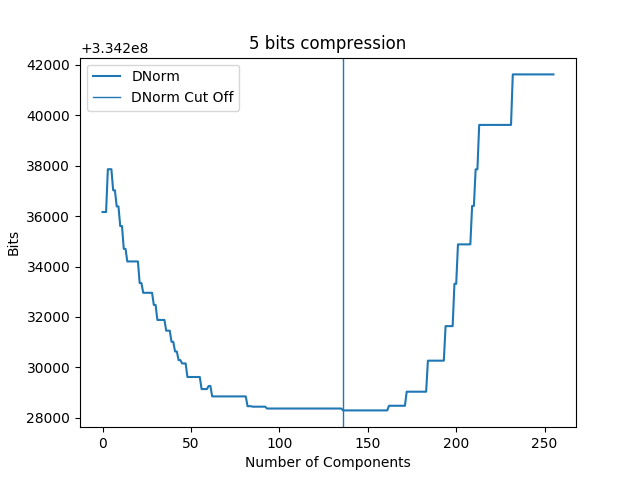 +3.342e8
5 bits compression
42000
40000
38000
36000
34000
32000
30000
28000
Bits
DNorm
DNorm Cut Off
0
50
100
150
200
250
Number of Components